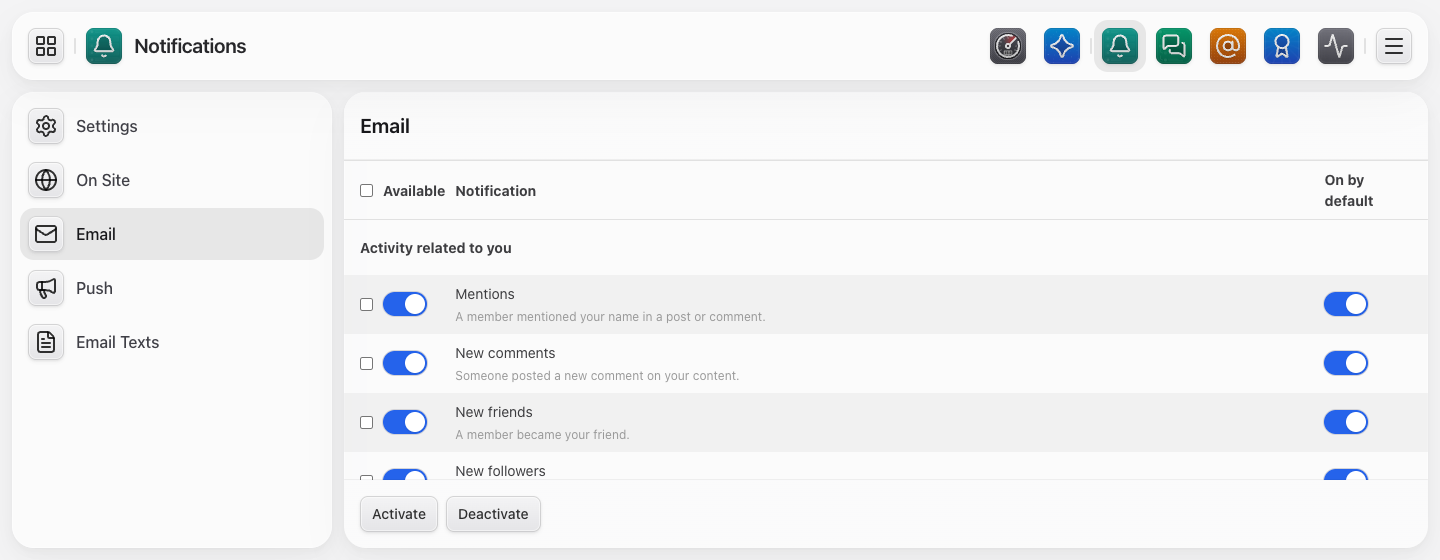 Notifications
Settings
On Site
Email
Push
Email Texts
Email
Available Notification On by default
Activity related to you
Mentions
A member mentioned your name in a post or comment.
New comments
Someone posted a new comment on your content.
New friends
A member became your friend.
New followers
Activate Deactivate